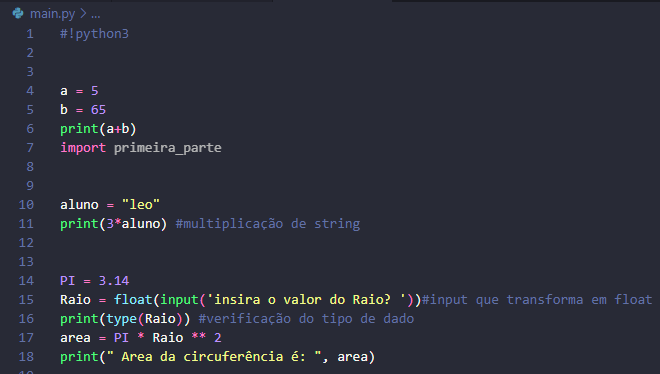 main.py > ...
1 #!python3
2
3
4 a = 5
5 b = 65
6 print(a+b)
7 import primeira_parte
8
9
10 aluno = "leo"
11 print(3*aluno) #multiplicação de string
12
13
14 PI = 3.14
15 Raio = float(input('insira o valor do Raio? '))#input que transforma em float
16 print(type(Raio)) #verificação do tipo de dado
17 area = PI * Raio ** 2
18 print(" Area da circuferência é: ", area)